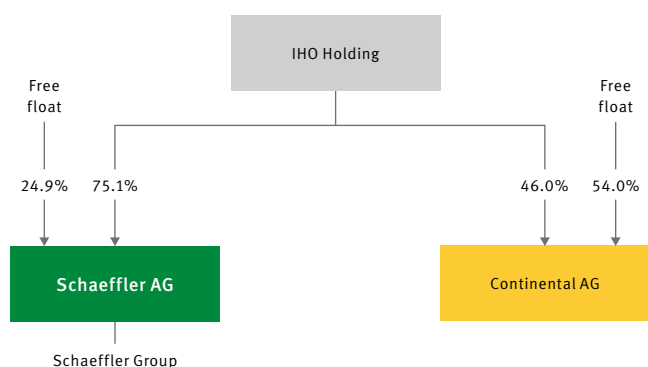 IHO Holding
Free
float
Free
float
24.9%
75.1%
46.0%
54.0%
Schaeffler AG
Continental AG
Schaeffler Group